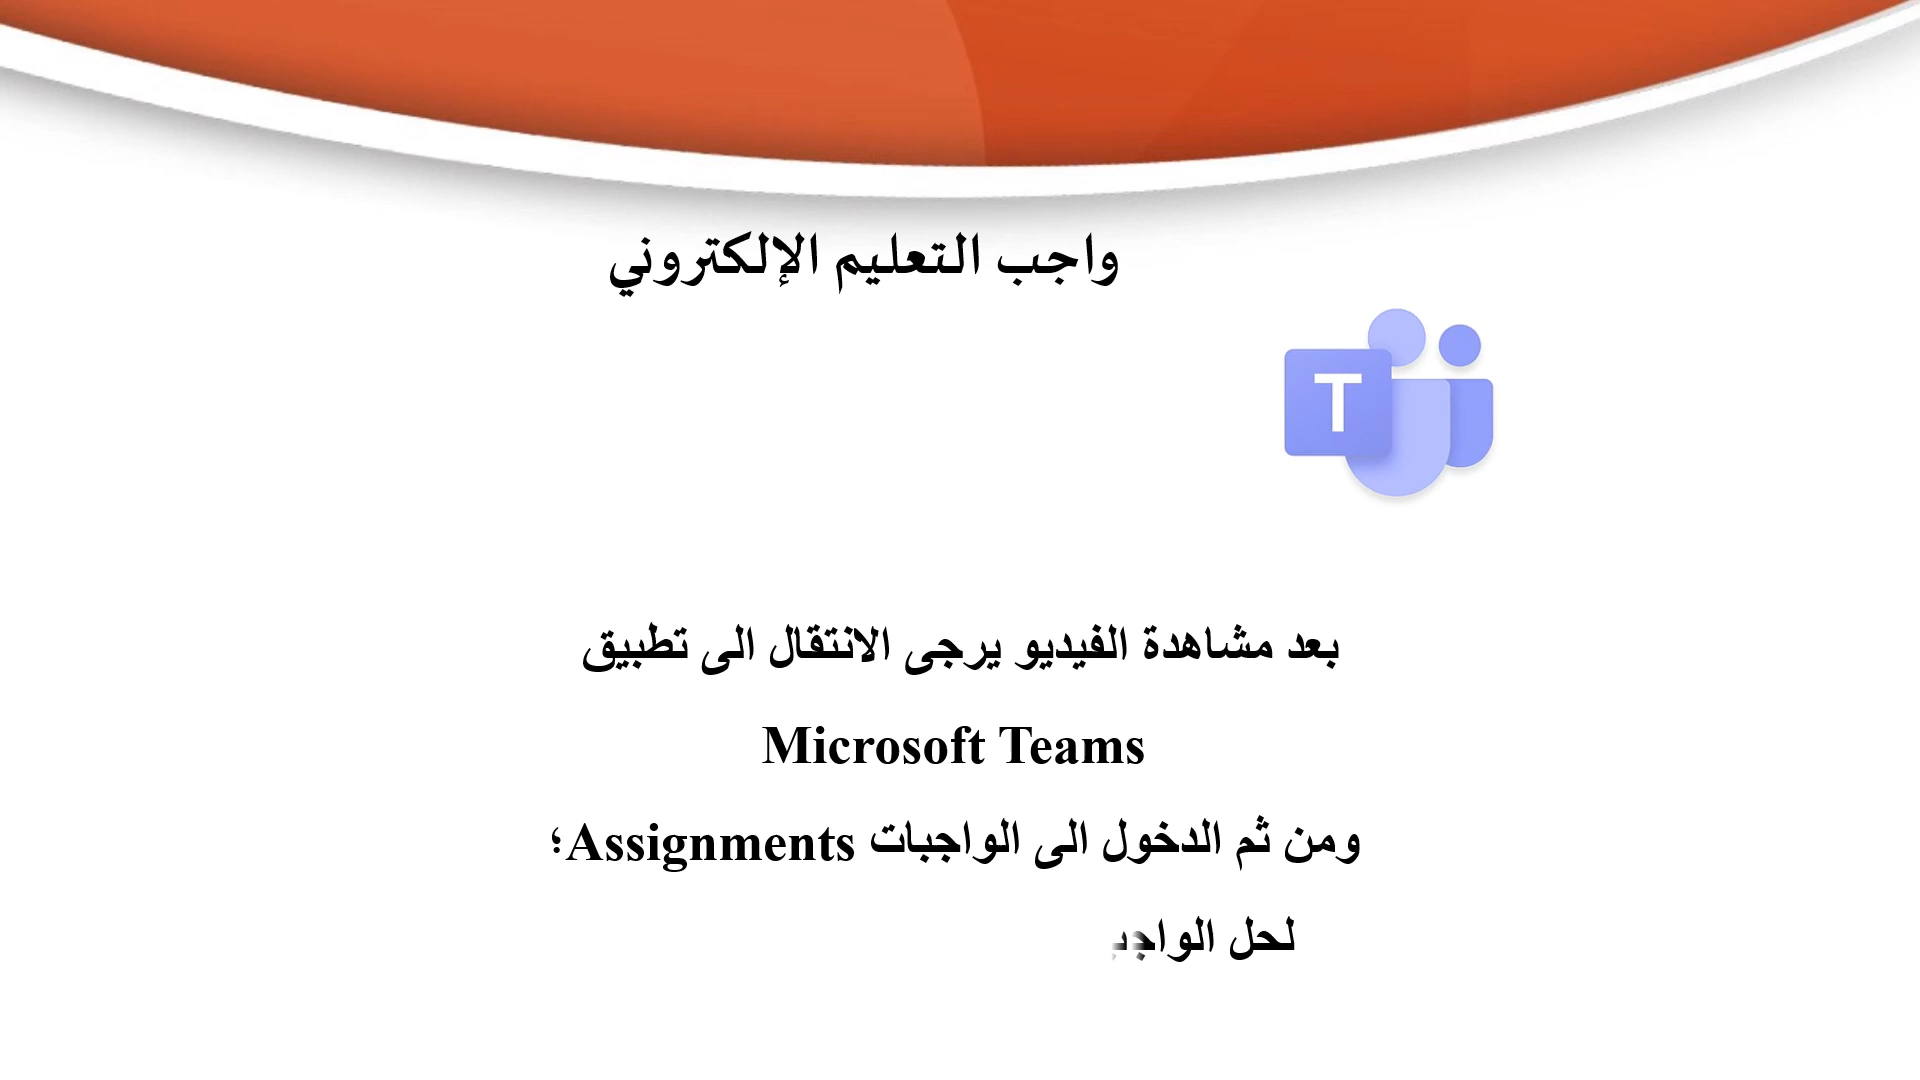 واجب التعليم الإلكتروني
T
بعد مشاهدة الفيديو يرجى الانتقال الى تطبيق
Microsoft Teams
ومن ثم الدخول الى الواجبات Assignments؛
لحل